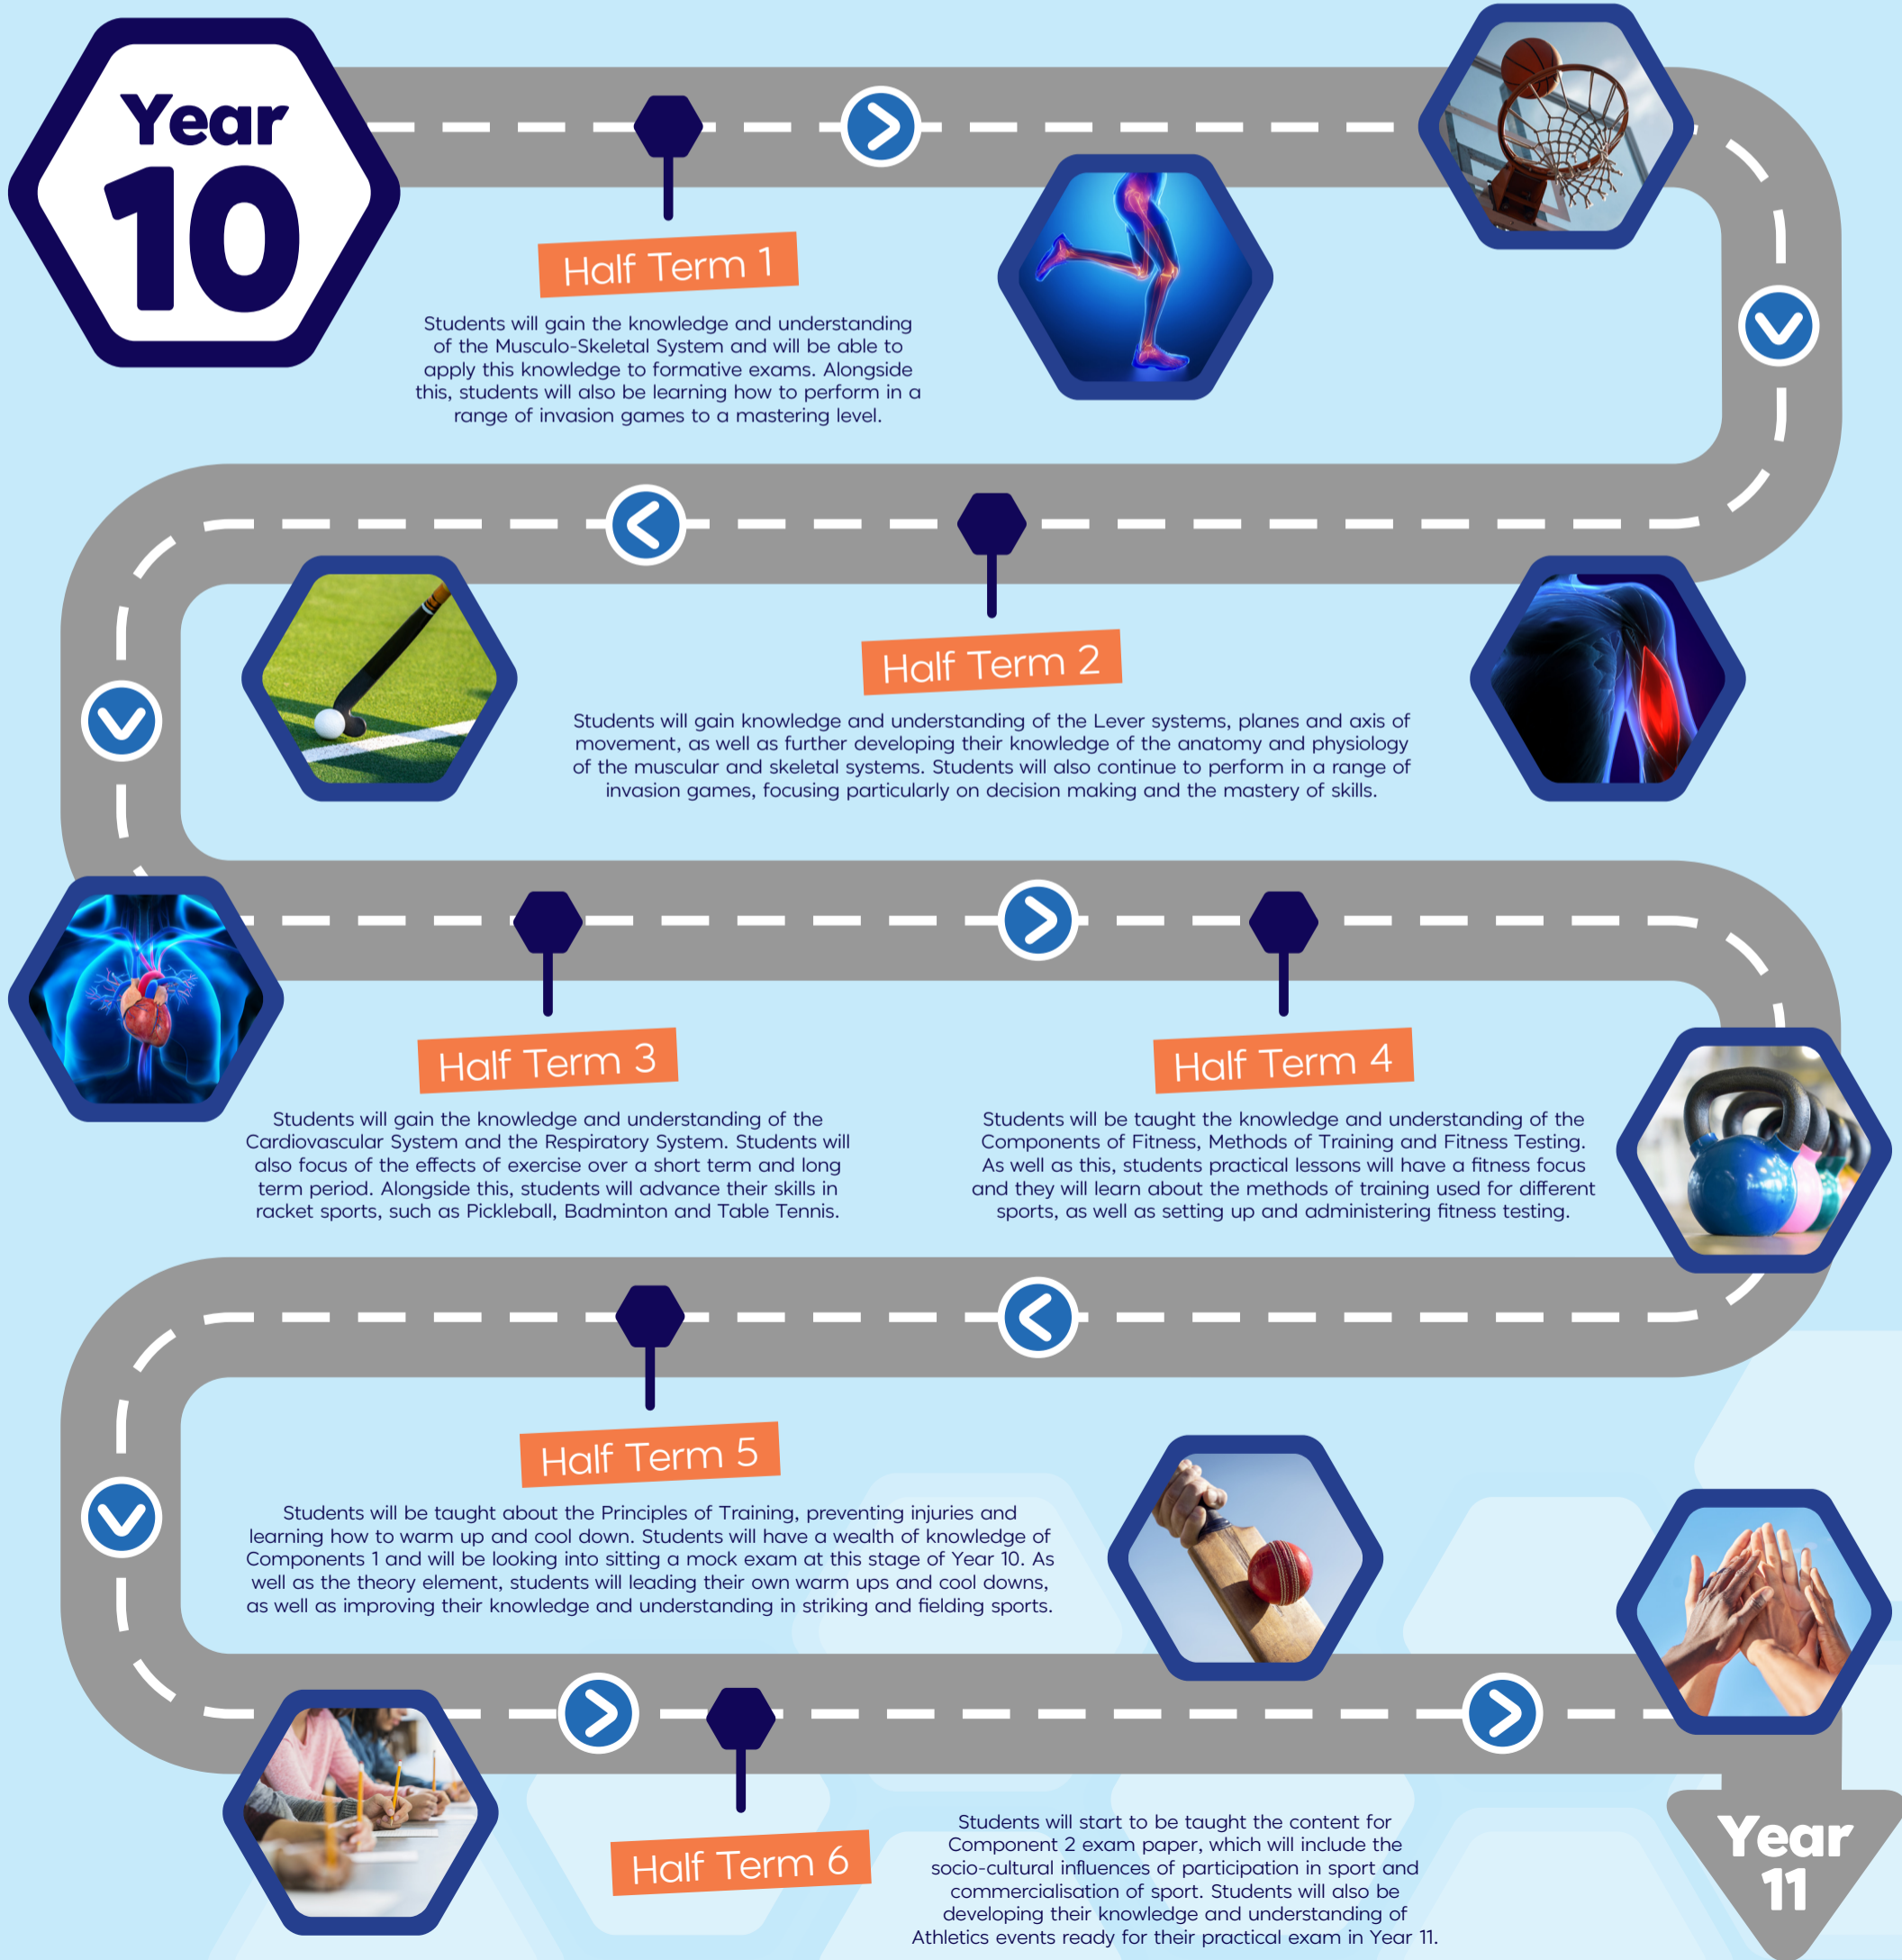 Year
10
Half Term 1
Students will gain the knowledge and understanding
of the Musculo-Skeletal System and will be able to
apply this knowledge to formative exams. Alongside
this, students will also be learning how to perform in a
range of invasion games to a mastering level.
Half Term 2
Students will gain knowledge and understanding of the Lever systems, planes and axis of
movement, as well as further developing their knowledge of the anatomy and physiology
of the muscular and skeletal systems. Students will also continue to perform in a range of
invasion games, focusing particularly on decision making and the mastery of skills.
Half Term 3
Students will gain the knowledge and understanding of the
Cardiovascular System and the Respiratory System. Students will
also focus of the effects of exercise over a short term and long
term period. Alongside this, students will advance their skills in
racket sports, such as Pickleball, Badminton and Table Tennis.
Half Term 4
Students will be taught the knowledge and understanding of the
Components of Fitness, Methods of Training and Fitness Testing.
As well as this, students practical lessons will have a fitness focus
and they will learn about the methods of training used for different
sports, as well as setting up and administering fitness testing.
Half Term 5
Students will be taught about the Principles of Training, preventing injuries and
learning how to warm up and cool down. Students will have a wealth of knowledge of
Components 1 and will be looking into sitting a mock exam at this stage of Year 10. As
well as the theory element, students will leading their own warm ups and cool downs,
as well as improving their knowledge and understanding in striking and fielding sports.
Half Term 6
Students will start to be taught the content for
Component 2 exam paper, which will include the
socio-cultural influences of participation in sport and
commercialisation of sport. Students will also be
developing their knowledge and understanding of
Athletics events ready for their practical exam in Year 11.
Year
11